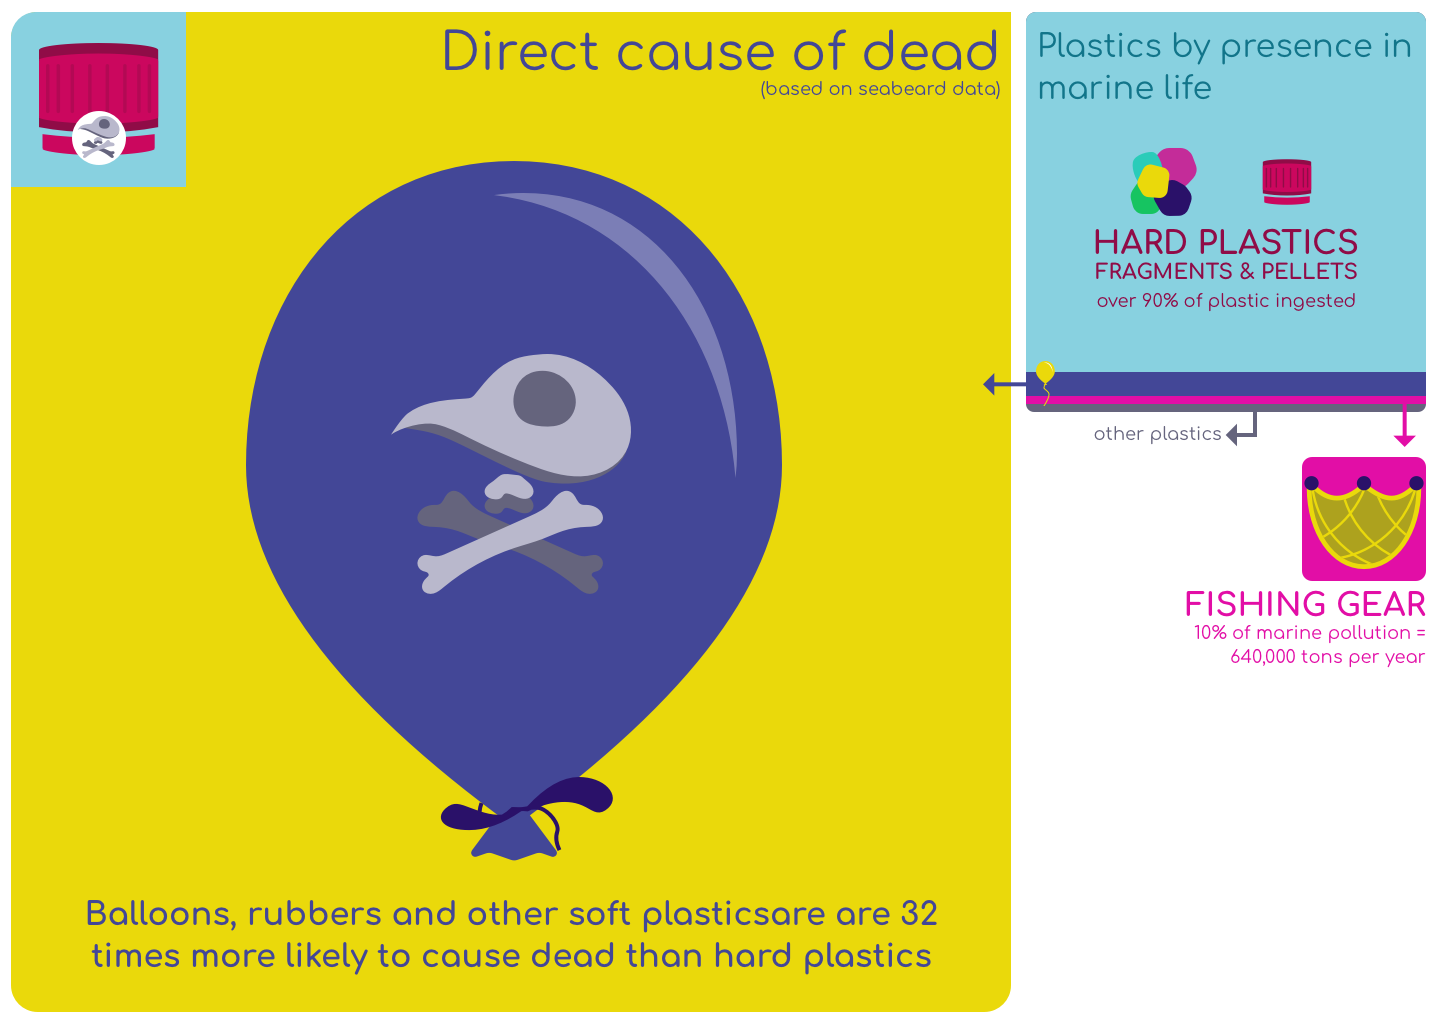 Direct cause of dead
(based on seabeard data)
Balloons, rubbers and other soft plasticsare are 32
times more likely to cause dead than hard plastics
Plastics by presence in
marine life
HARD PLASTICS
FRAGMENTS & PELLETS
over 90% of plastic ingested
other plastics
FISHING GEAR
10% of marine pollution =
640,000 tons per year